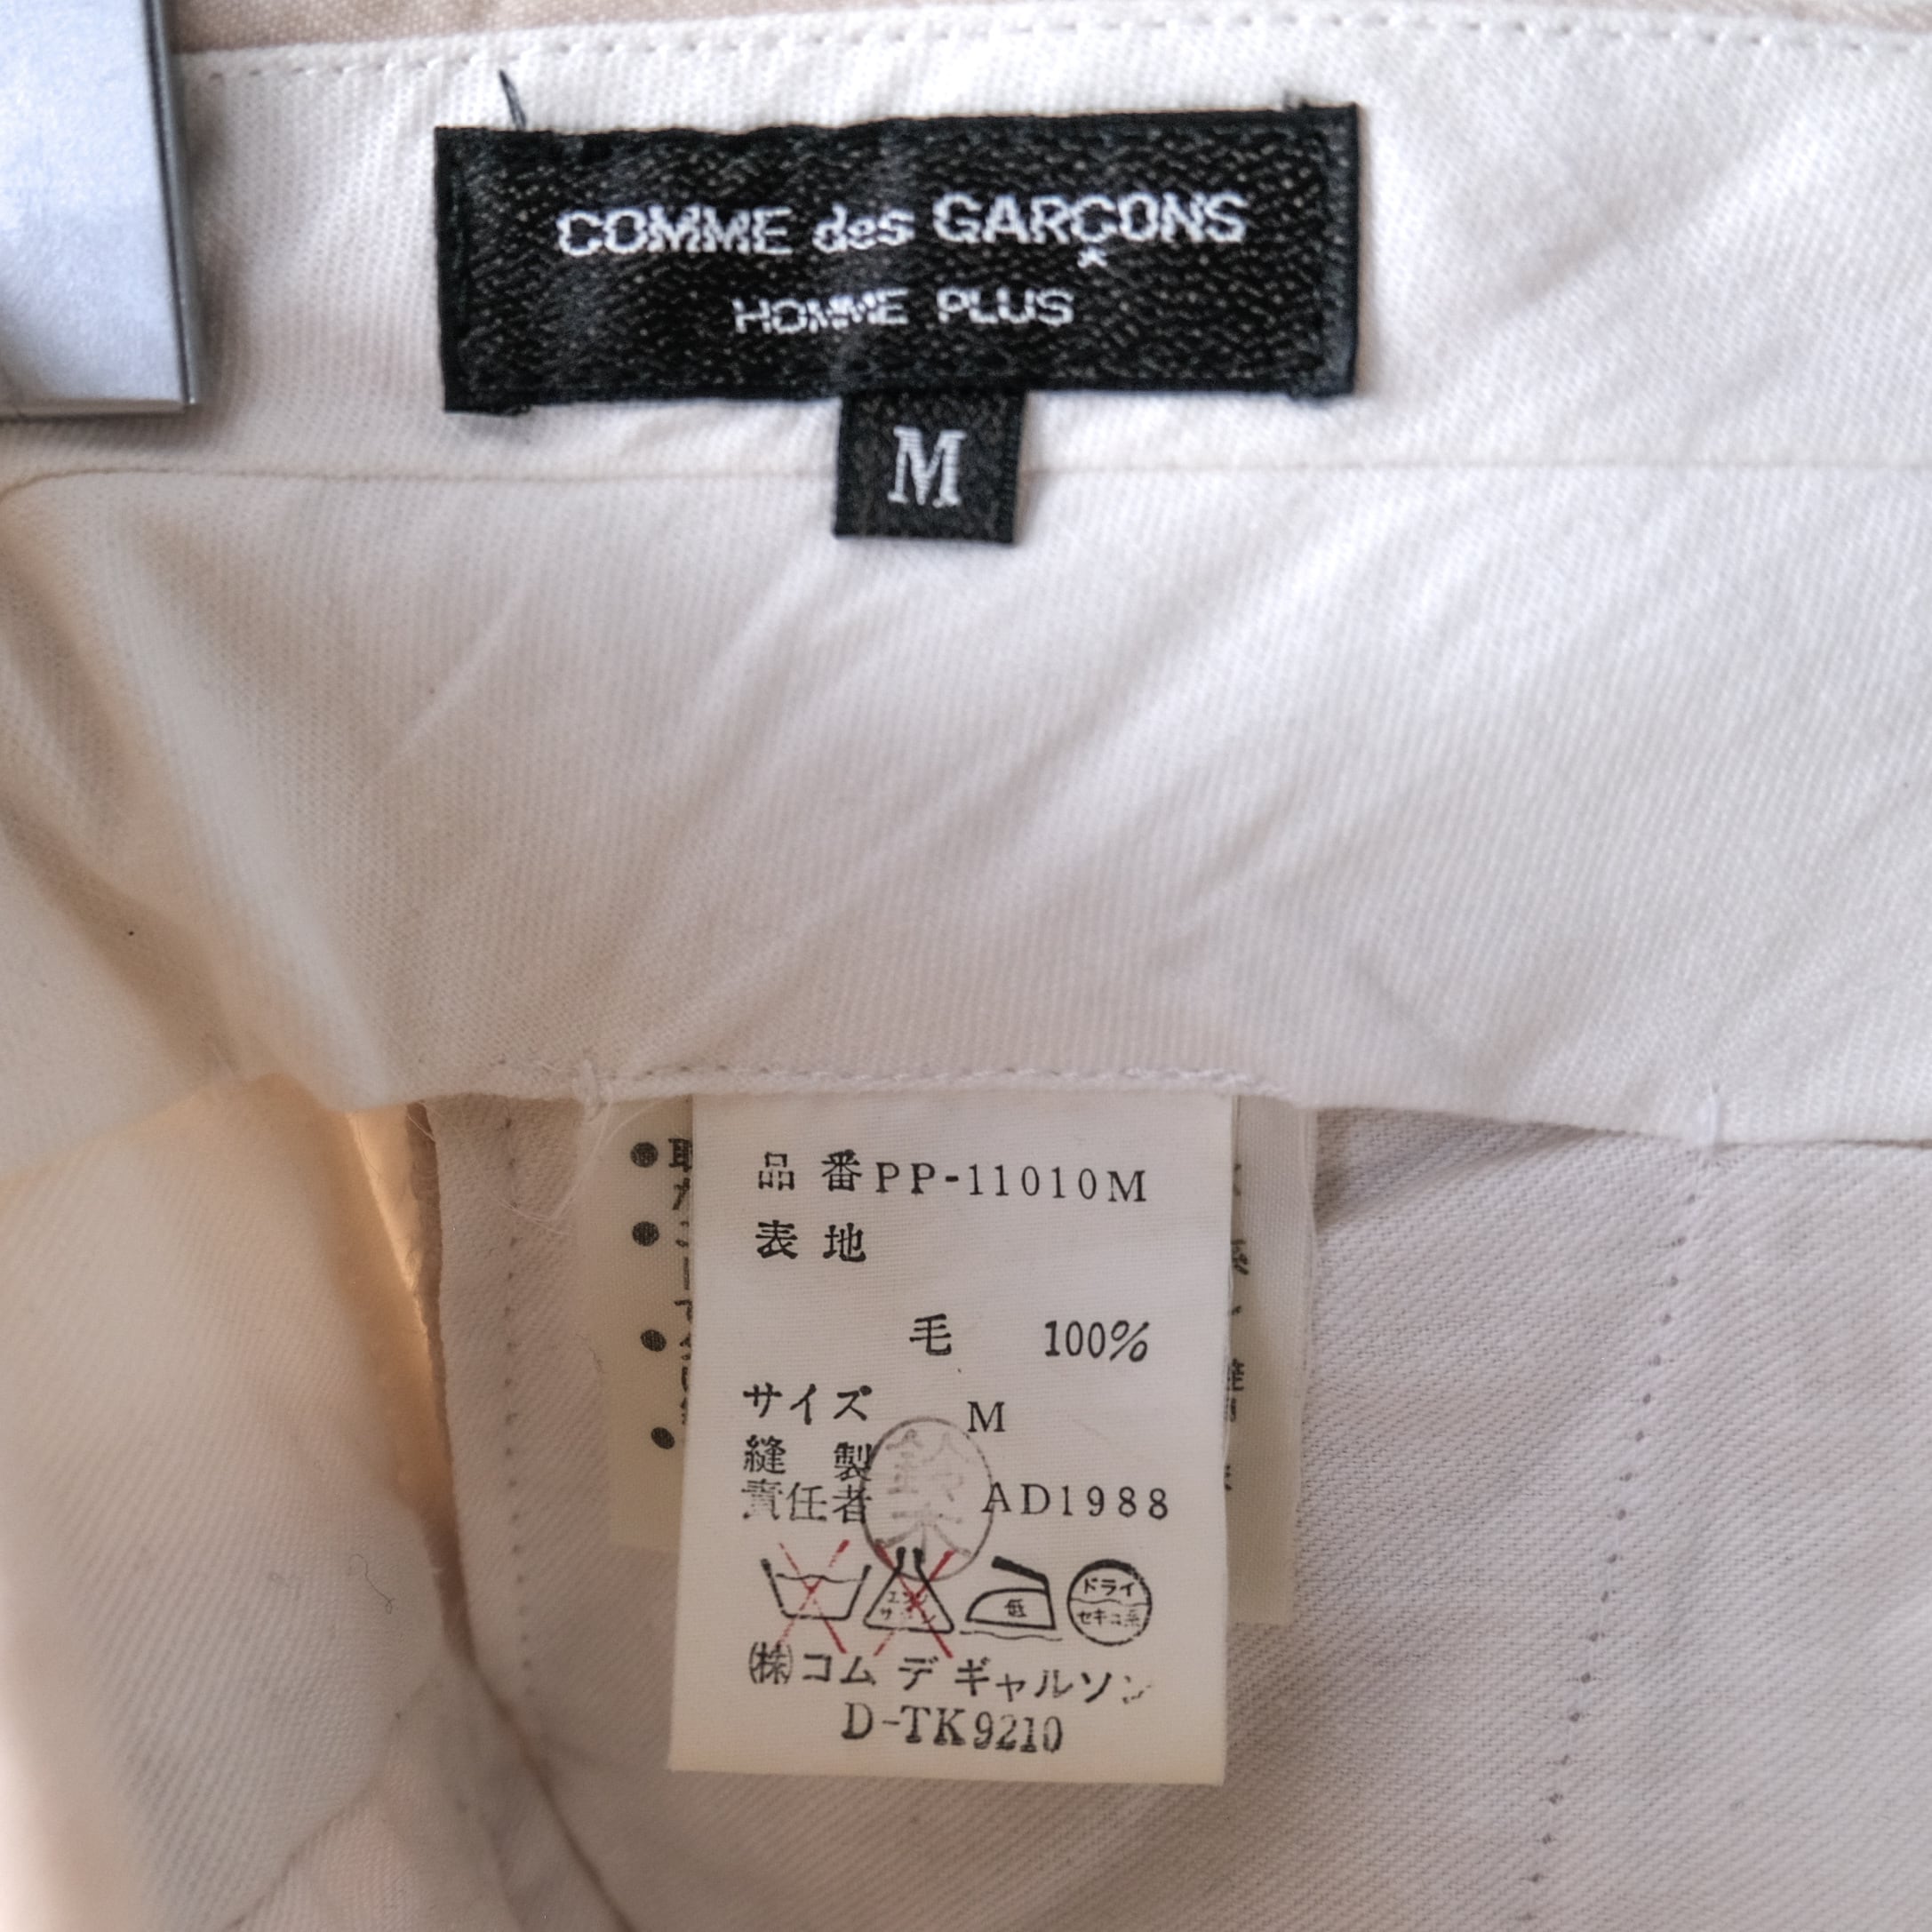 COMME des GARÇONS
HOMME PLUS
M
品 番 PP-11010M
表 地
毛 100%
サイズ M
縫 製
責任者 AD1988
鈴木
低
ドライ
セキユ系
㈱コム デ ギャルソン
D-TK9210